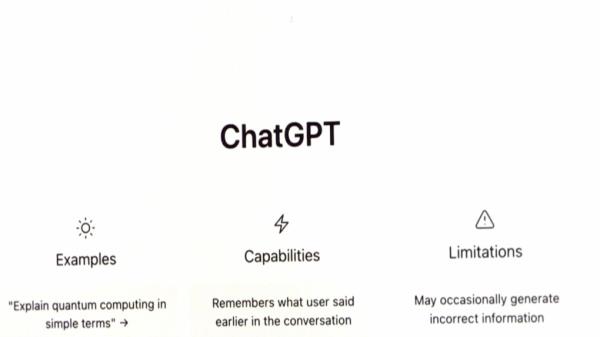 ChatGPT
Examples
Capabilities
Limitations
"Explain quantum computing in
simple terms" →
Remembers what user said
earlier in the conversation
May occasionally generate
incorrect information